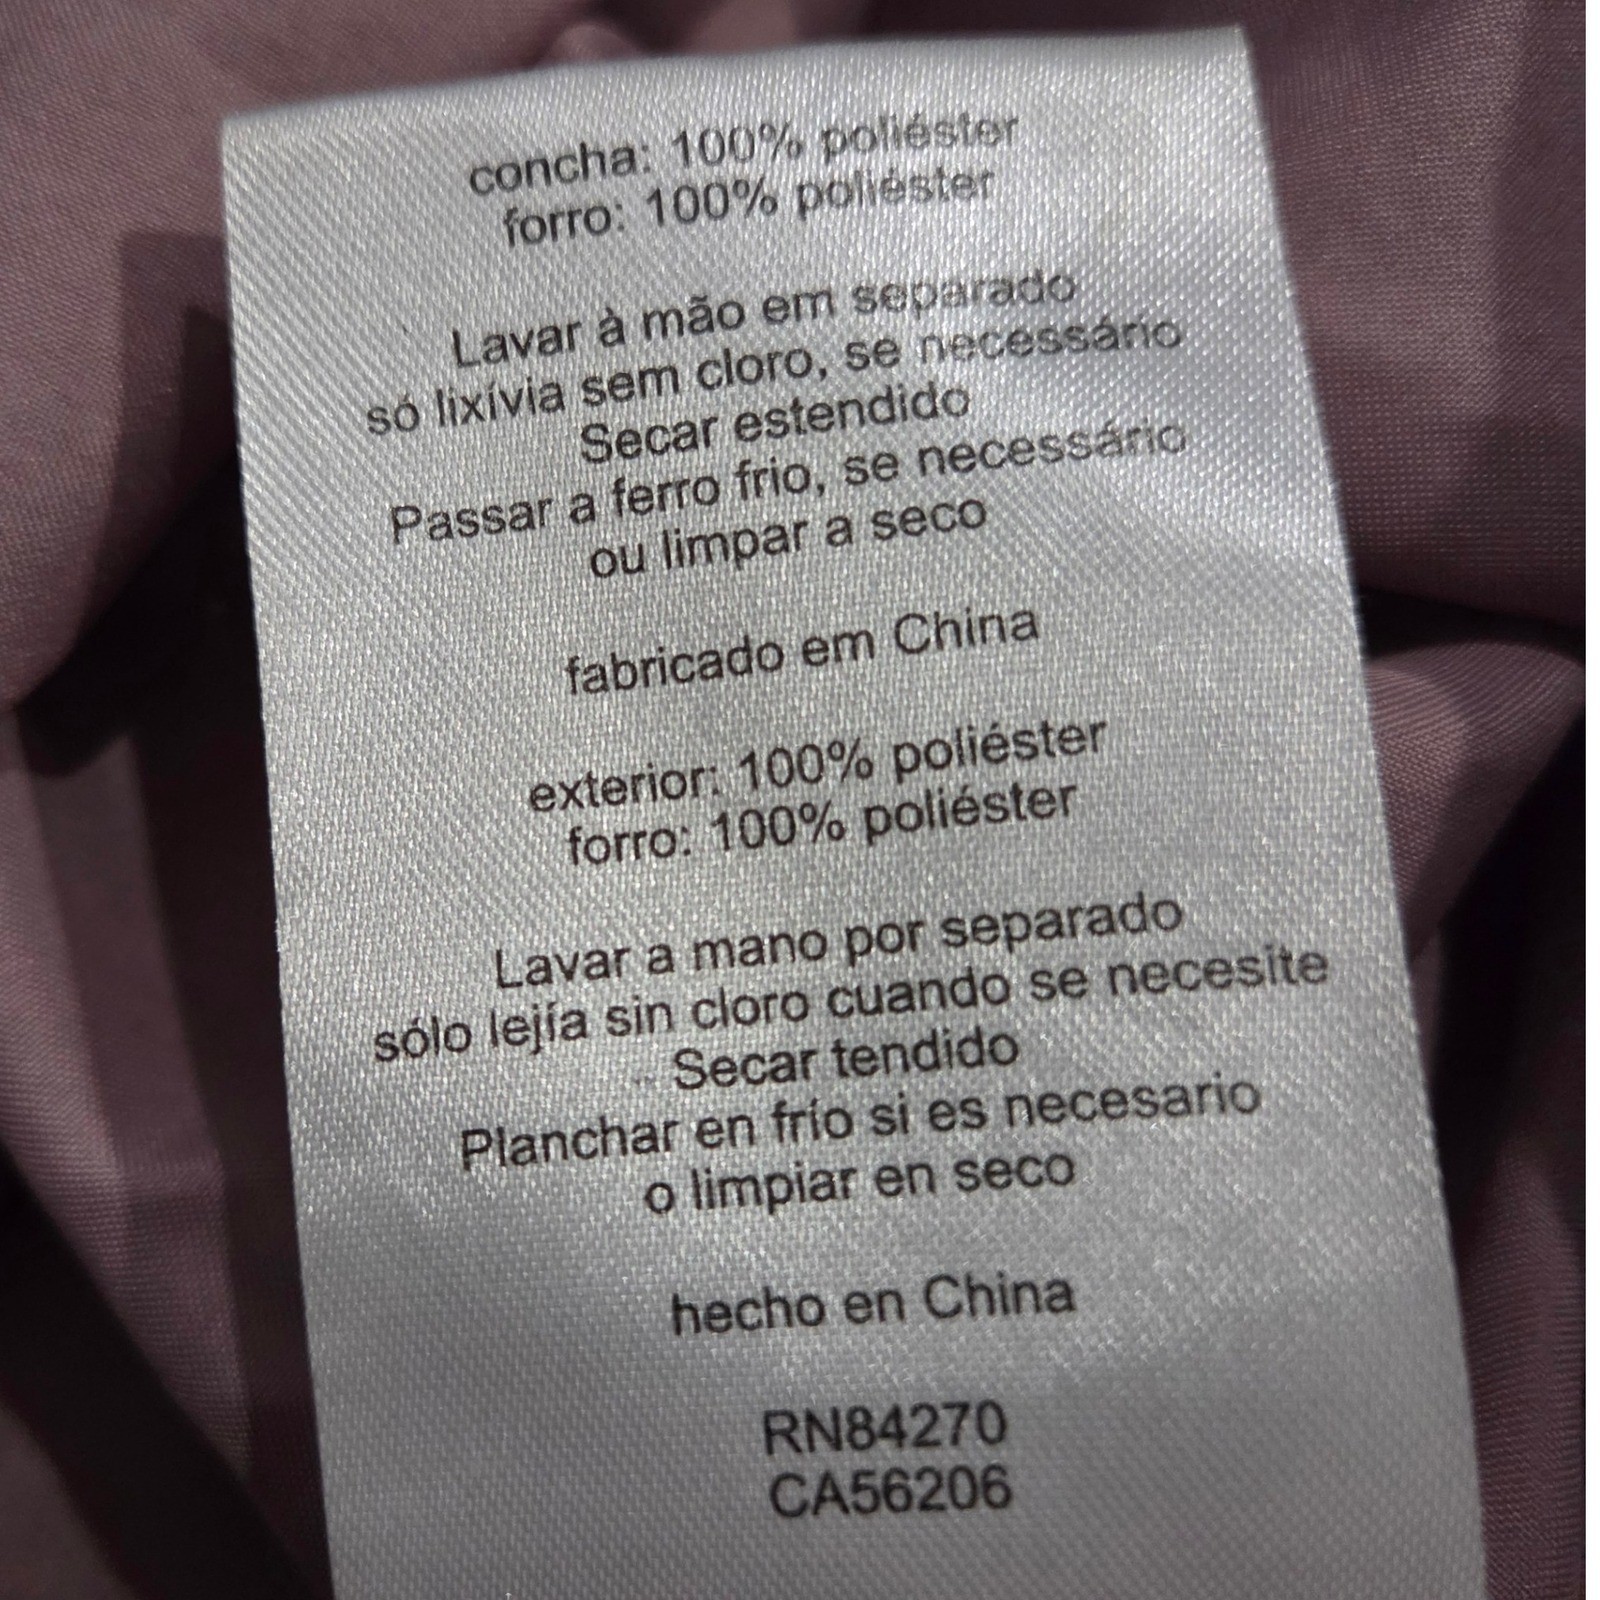 concha: 100% poliéster
forro: 100% poliéster
Lavar à mão em separado
só lixívia sem cloro, se necessário
Secar estendido
Passar a ferro frio, se necessário
ou limpar a seco
fabricado em China
exterior: 100% poliéster
forro: 100% poliéster
Lavar a mano por separado
sólo lejía sin cloro cuando se necesite
Secar tendido
Planchar en frío si es necesario
o limpiar en seco
hecho en China
RN84270
CA56206